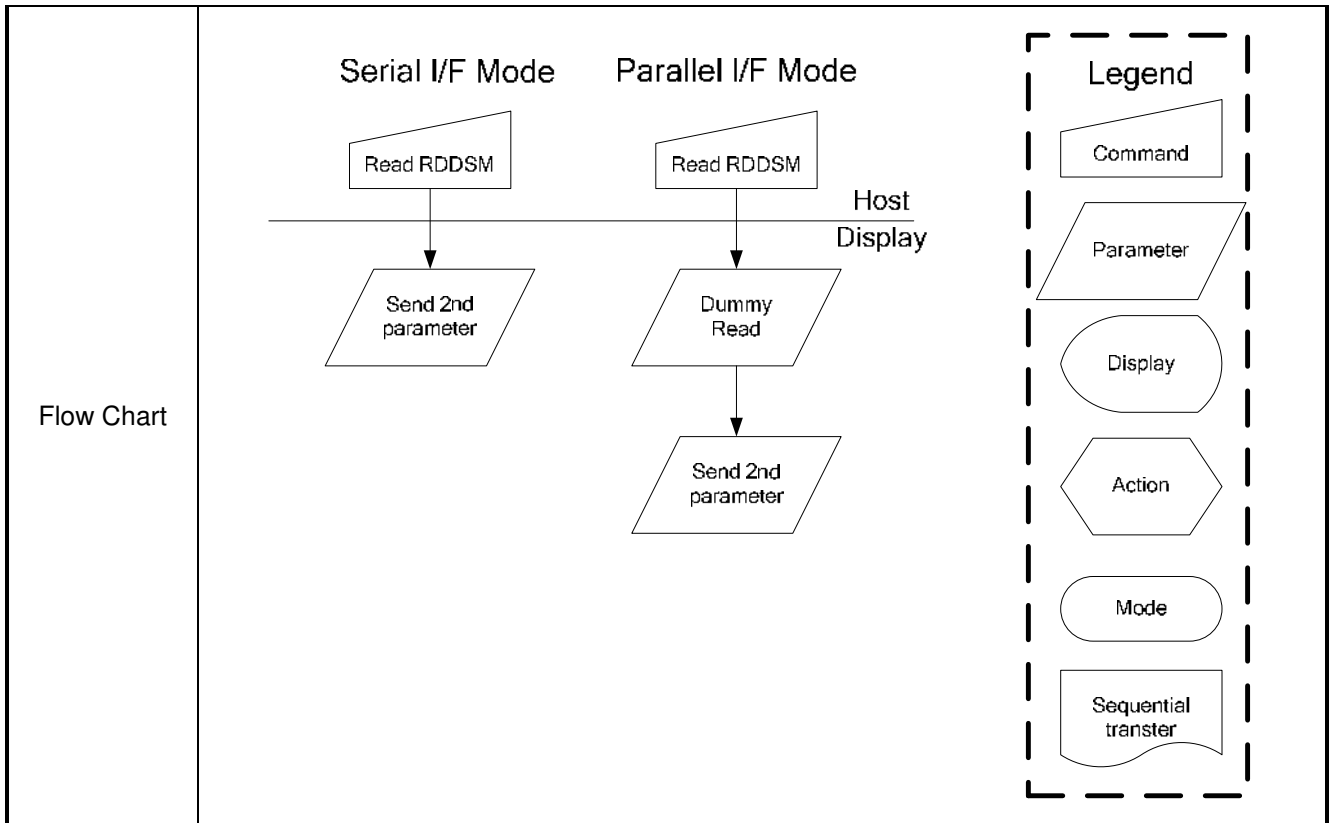 Flow Chart
Serial I/F Mode
Read RDDSM
Send 2nd
parameter
Parallel I/F Mode
Read RDDSM
Host
Display
Dummy
Read
Send 2nd
parameter
Legend
Command
Parameter
Display
Action
Mode
Sequential
transter